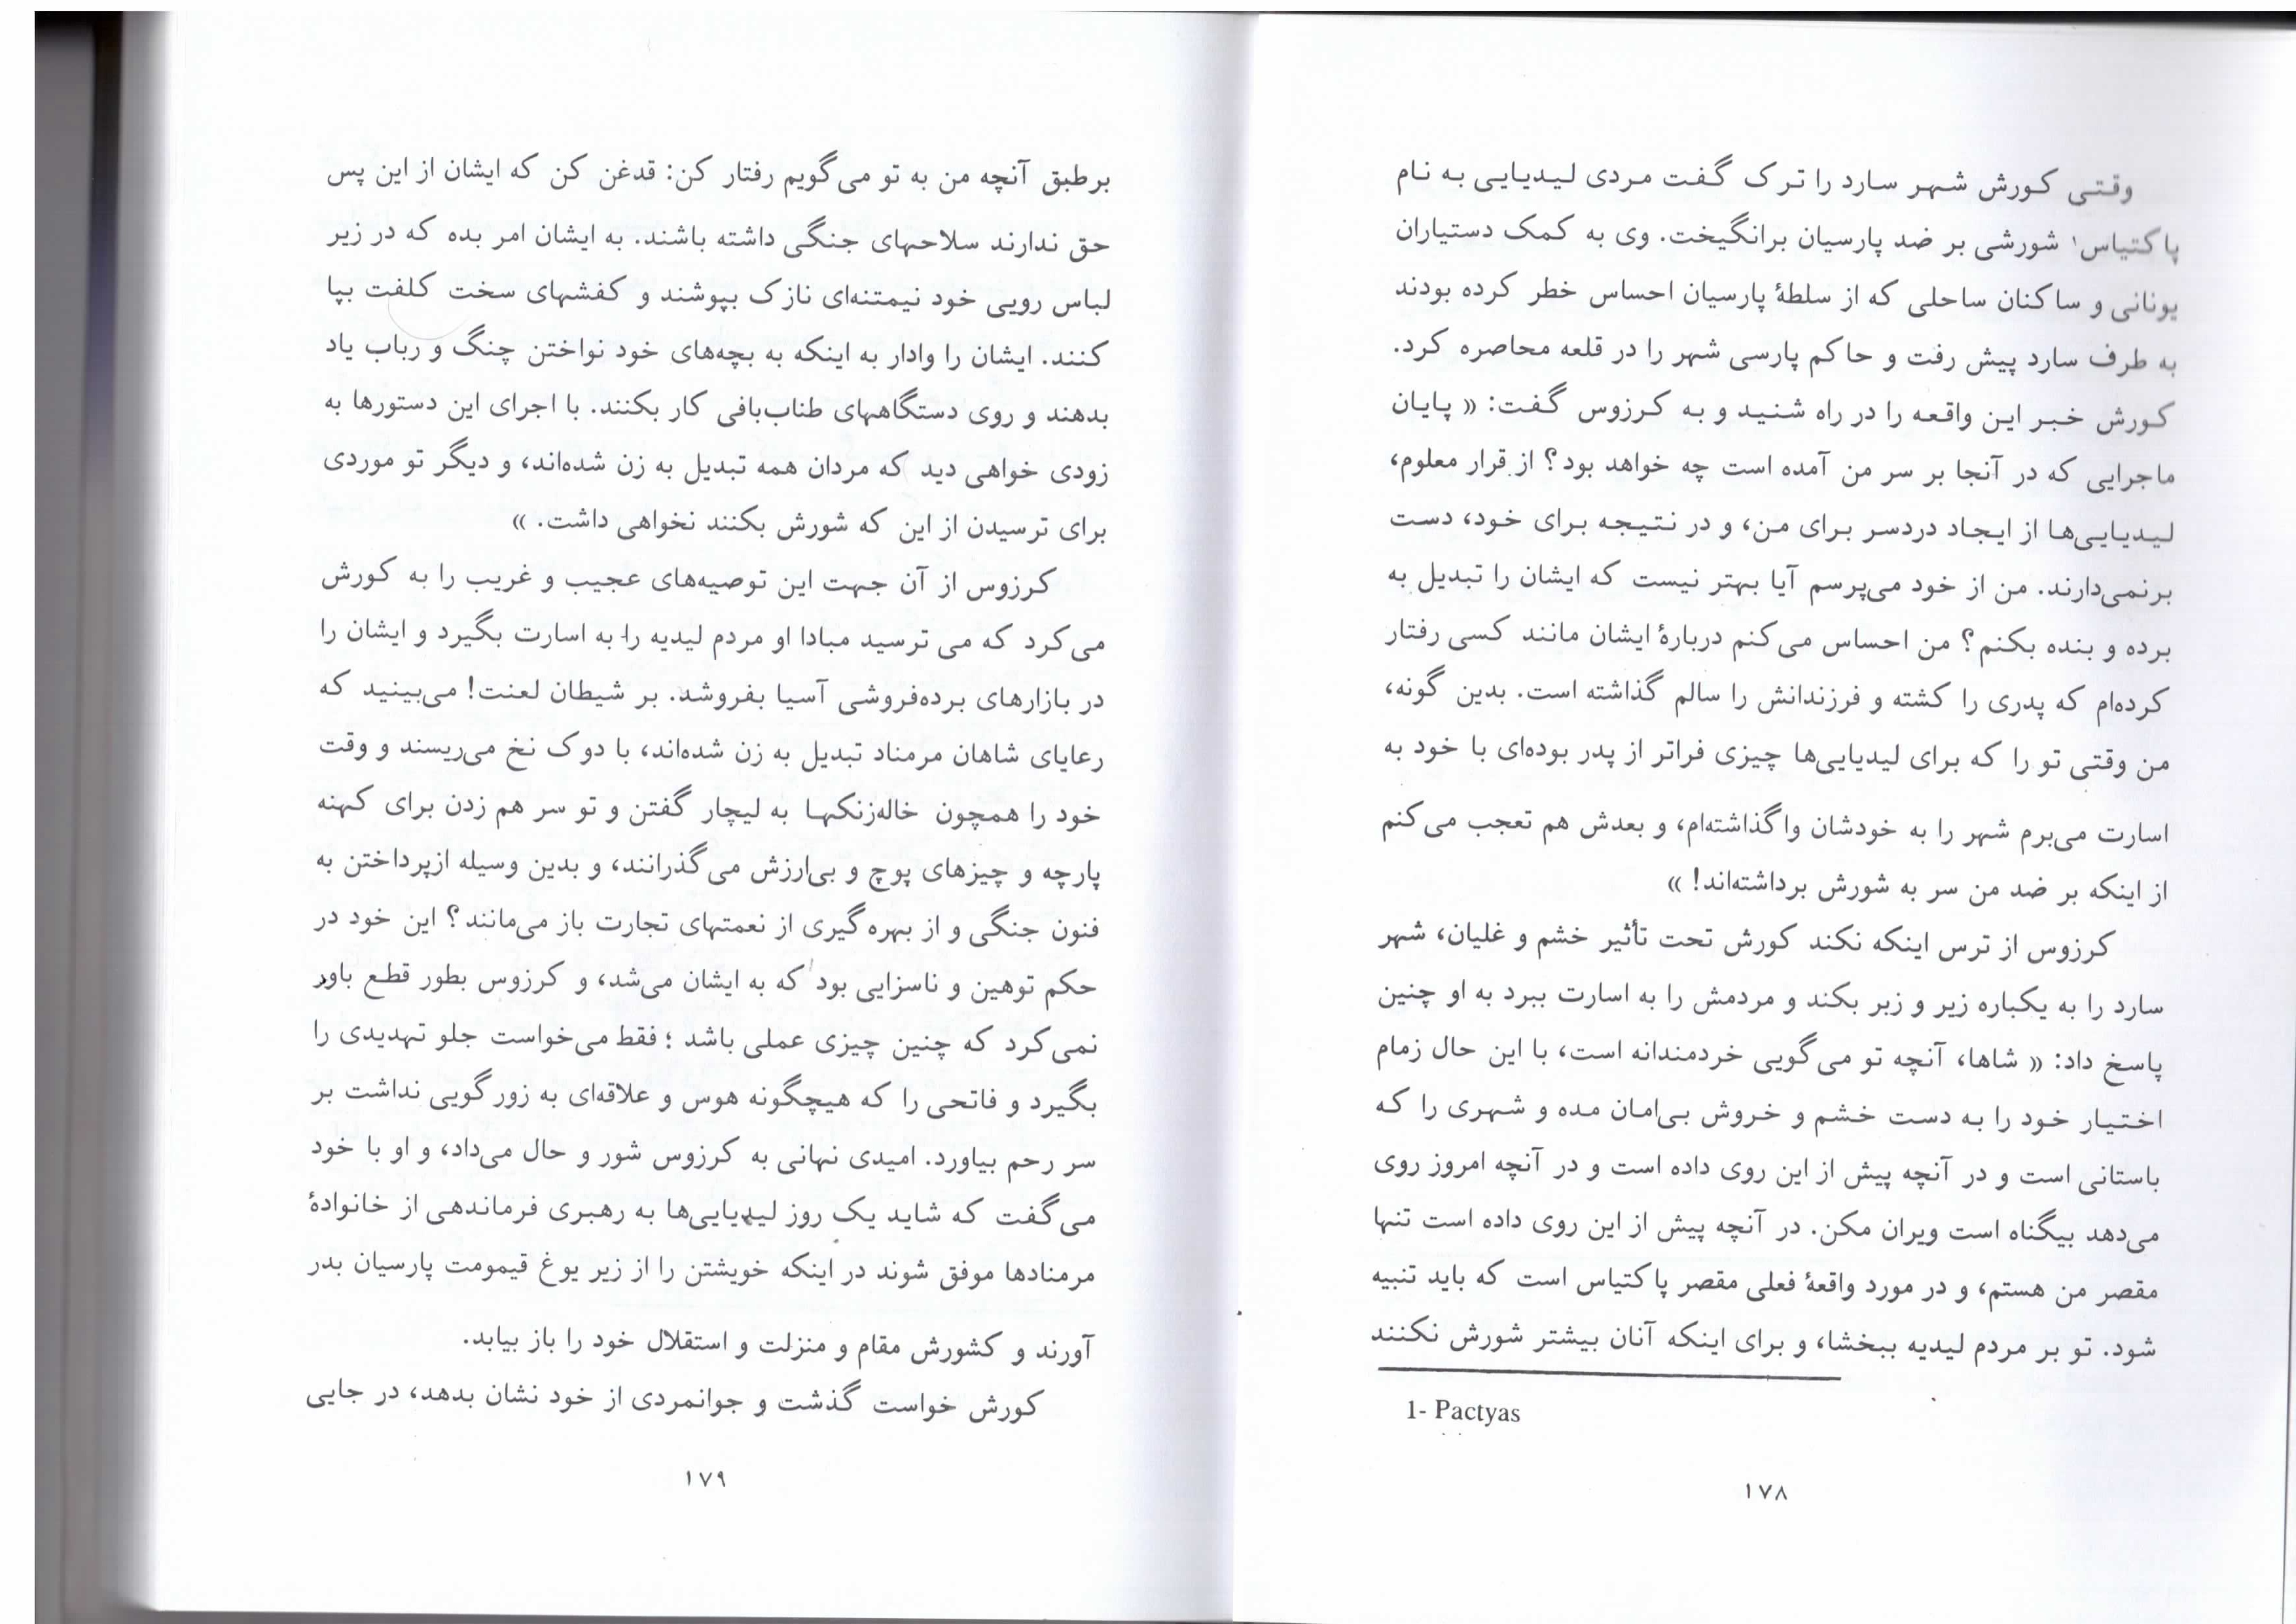 وقتی کورش شهر سارد را ترک گفت مردی لیدیایی به نام
پاکتیاس۱ شورشی بر ضد پارسیان برانگیخت. وی به کمک دستیاران
یونانی و ساکنان ساحلی که از سلطهٔ پارسیان احساس خطر کرده بودند
به طرف سارد پیش رفت و حاکم پارسی شهر را در قلعه محاصره کرد.
کورش خبر این واقعه را در راه شنید و به کرزوس گفت: « پایان
ماجرایی که در آنجا بر سر من آمده است چه خواهد بود؟ از قرار معلوم،
لیدیایی‌ها از ایجاد دردسر برای من، و در نتیجه برای خود، دست
برنمی‌دارند. من از خود می‌پرسم آیا بهتر نیست که ایشان را تبدیل به
برده و بنده بکنم؟ من احساس می‌کنم دربارهٔ ایشان مانند کسی رفتار
کرده‌ام که پدری را کشته و فرزندانش را سالم گذاشته است. بدین گونه،
من وقتی تو را که برای لیدیایی‌ها چیزی فراتر از پدر بوده‌ای با خود به
اسارت می‌برم شهر را به خودشان واگذاشته‌ام، و بعدش هم تعجب می‌کنم
از اینکه بر ضد من سر به شورش برداشته‌اند! »
کرزوس از ترس اینکه نکند کورش تحت تأثیر خشم و غلیان، شهر
سارد را به یکباره زیر و زبر بکند و مردمش را به اسارت ببرد به او چنین
پاسخ داد: « شاها، آنچه تو می‌گویی خردمندانه است، با این حال زمام
اختیار خود را به دست خشم و خروش بی‌امان مده و شهری را که
باستانی است و در آنچه پیش از این روی داده است و در آنچه امروز روی
می‌دهد بیگناه است ویران مکن. در آنچه پیش از این روی داده است تنها
مقصر من هستم، و در مورد واقعهٔ فعلی مقصر پاکتیاس است که باید تنبیه
شود. تو بر مردم لیدیه ببخشا، و برای اینکه آنان بیشتر شورش نکنند
1- Pactyas
۱۷۸
برطبق آنچه من به تو می‌گویم رفتار کن: قدغن کن که ایشان از این پس
حق ندارند سلاحهای جنگی داشته باشند. به ایشان امر بده که در زیر
لباس رویی خود نیمتنه‌ای نازک بپوشند و کفشهای سخت کلفت بپا
کنند. ایشان را وادار به اینکه به بچه‌های خود نواختن چنگ و رباب یاد
بدهند و روی دستگاههای طناب‌بافی کار بکنند. با اجرای این دستورها به
زودی خواهی دید که مردان همه تبدیل به زن شده‌اند، و دیگر تو موردی
برای ترسیدن از این که شورش بکنند نخواهی داشت. »
کرزوس از آن جهت این توصیه‌های عجیب و غریب را به کورش
می‌کرد که می ترسید مبادا او مردم لیدیه را به اسارت بگیرد و ایشان را
در بازارهای برده‌فروشی آسیا بفروشد. بر شیطان لعنت! می‌بینید که
رعایای شاهان مرمناد تبدیل به زن شده‌اند، با دوک نخ می‌ریسند و وقت
خود را همچون خاله‌زنکها به لیچار گفتن و تو سر هم زدن برای کهنه
پارچه و چیزهای پوچ و بی‌ارزش می‌گذرانند، و بدین وسیله ازپرداختن به
فنون جنگی و از بهره‌گیری از نعمتهای تجارت باز می‌مانند؟ این خود در
حکم توهین و ناسزایی بود که به ایشان می‌شد، و کرزوس بطور قطع باور
نمی‌کرد که چنین چیزی عملی باشد ؛ فقط می‌خواست جلو تهدیدی را
بگیرد و فاتحی را که هیچگونه هوس و علاقه‌ای به زورگویی نداشت بر
سر رحم بیاورد. امیدی نهانی به کرزوس شور و حال می‌داد، و او با خود
می‌گفت که شاید یک روز لیدیایی‌ها به رهبری فرماندهی از خانوادهٔ
مرمنادها موفق شوند در اینکه خویشتن را از زیر یوغ قیمومت پارسیان بدر
آورند و کشورش مقام و منزلت و استقلال خود را باز بیابد.
کورش خواست گذشت و جوانمردی از خود نشان بدهد، در جایی
۱۷۹